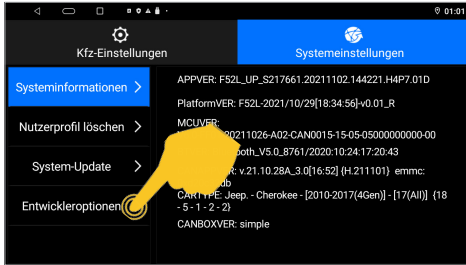 01:01
Kfz-Einstellungen
Systemeinstellungen
Systeminformationen
Nutzerprofil löschen
System-Update
Entwickleroptionen
APPVER: F52L_UP_S217661.20211102.144221.H4P7.01D
PlatformVER: F52L-2021/10/29[18:34:56]-v0.01_R
MCUVER:
20211026-A02-CAN0015-15-05-05000000000-00
ooth_V5.0_8761/2020:10:24:17:20:43
R: v.21.10.28A_3.0[16:52] {H.211101} emmc:
db
CARTYPE: Jeep. - Cherokee - [2010-2017(4Gen)] - [17(All)] {18
- 5 - 1 - 2 - 2}
CANBOXVER: simple